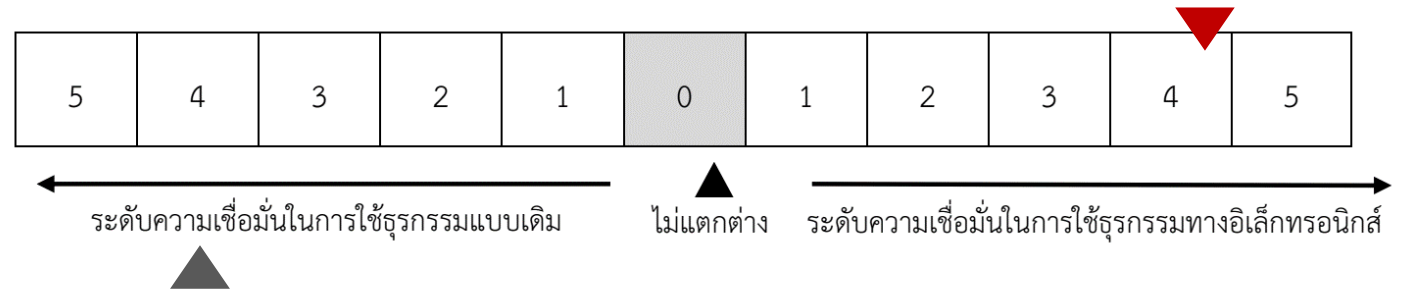 5 4 3 2 1 0 1 2 3 4 5
ระดับความเชื่อมั่นในการใช้ธุรกรรมแบบเดิม ไม่แตกต่าง ระดับความเชื่อมั่นในการใช้ธุรกรรมทางอิเล็กทรอนิกส์